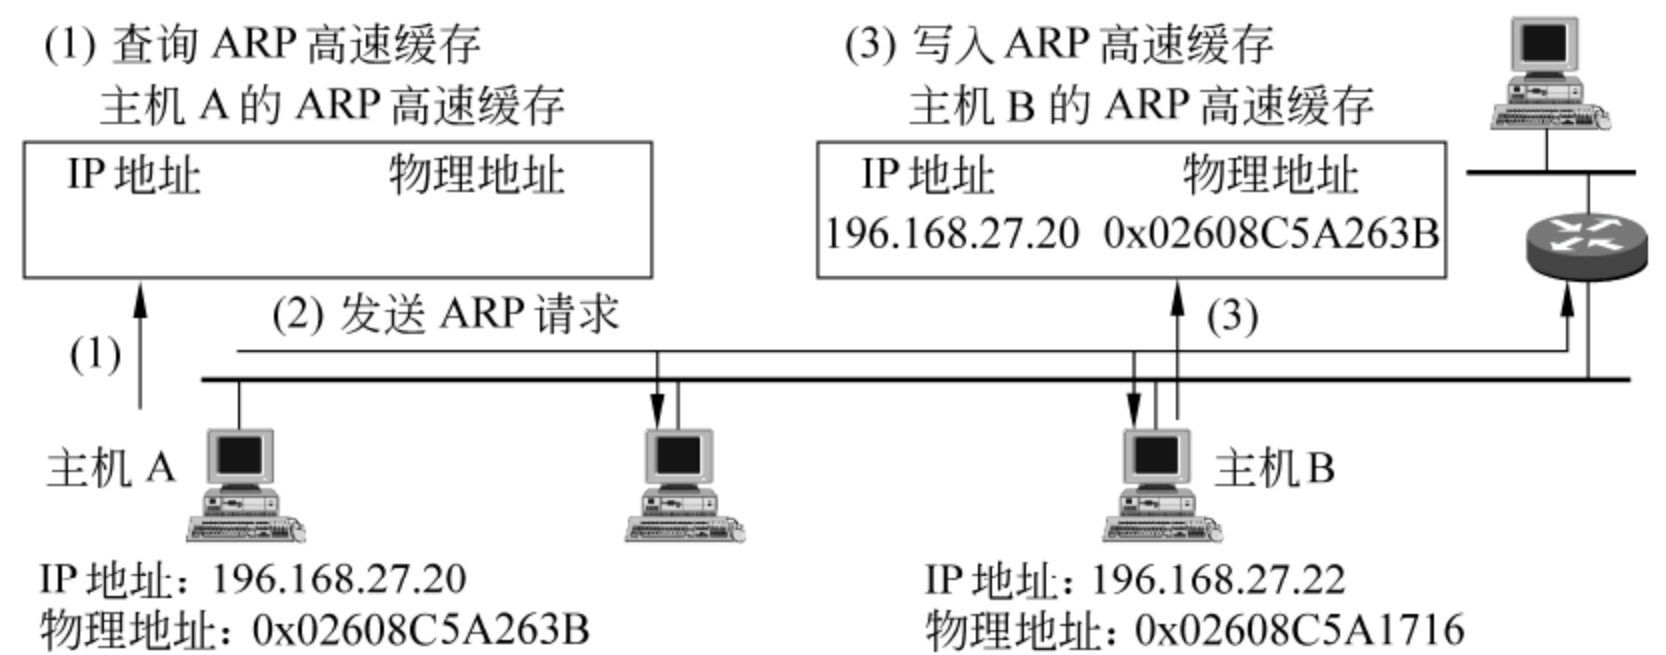 (1) 查询 ARP 高速缓存
主机 A 的 ARP 高速缓存
IP 地址 物理地址
(3) 写入 ARP 高速缓存
主机 B 的 ARP 高速缓存
IP 地址 物理地址
196.168.27.20 0x02608C5A263B
(2) 发送 ARP 请求
(1)
(3)
主机 A
主机 B
IP 地址：196.168.27.20
物理地址：0x02608C5A263B
IP 地址：196.168.27.22
物理地址：0x02608C5A1716